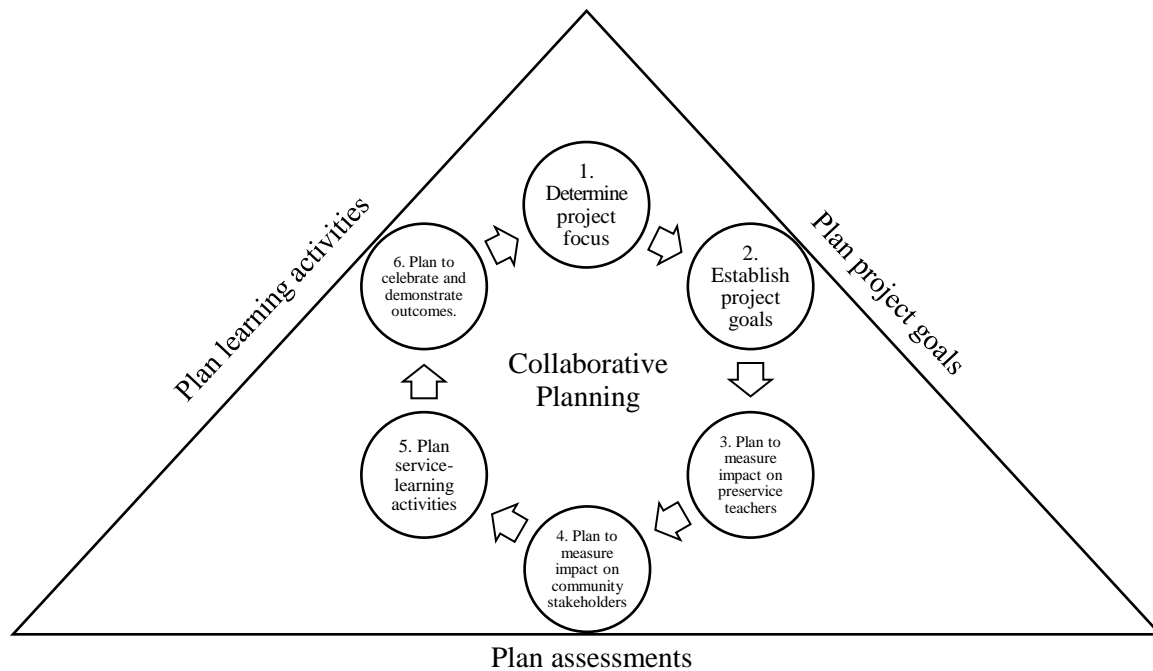 1.
Determine
project
focus
2.
Establish
project
goals
3. Plan to
measure
impact on
preservice
teachers
4. Plan to
measure
impact on
community
stakeholders
5. Plan
service-
learning
activities
6. Plan to
celebrate and
demonstrate
outcomes.
Collaborative
Planning
Plan learning activities
Plan project goals
Plan assessments